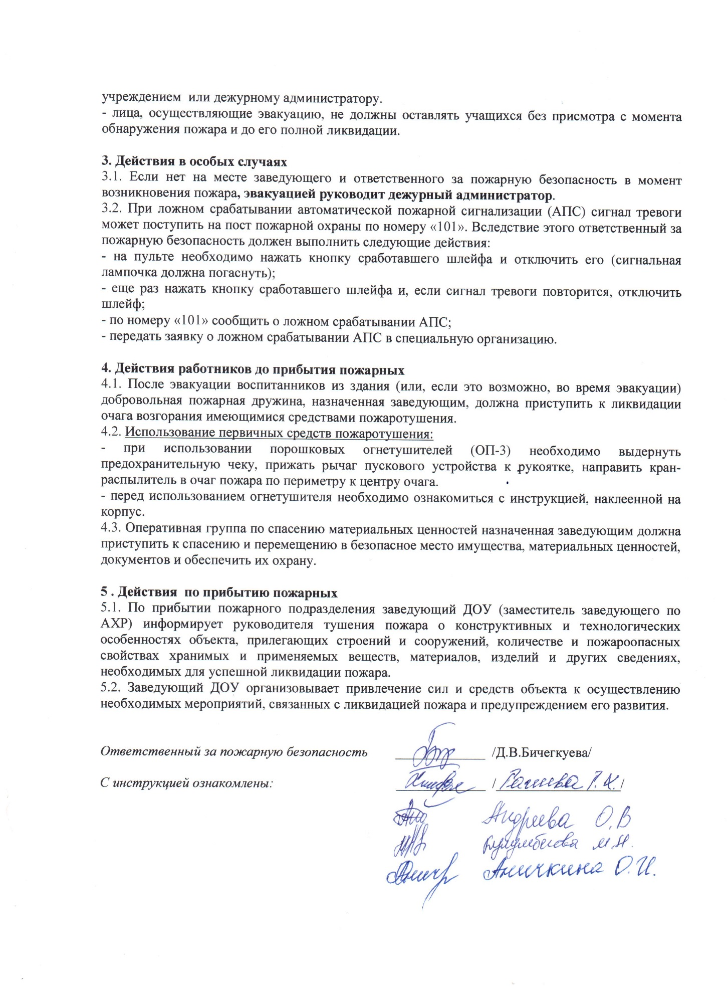 учреждением или дежурному администратору.
- лица, осуществляющие эвакуацию, не должны оставлять учащихся без присмотра с момента
обнаружения пожара и до его полной ликвидации.
3. Действия в особых случаях
3.1. Если нет на месте заведующего и ответственного за пожарную безопасность в момент
возникновения пожара, эвакуацией руководит дежурный администратор.
3.2. При ложном срабатывании автоматической пожарной сигнализации (АПС) сигнал тревоги
может поступить на пост пожарной охраны по номеру «101». Вследствие этого ответственный за
пожарную безопасность должен выполнить следующие действия:
- на пульте необходимо нажать кнопку сработавшего шлейфа и отключить его (сигнальная
лампочка должна погаснуть);
- еще раз нажать кнопку сработавшего шлейфа и, если сигнал тревоги повторится, отключить
шлейф;
- по номеру «101» сообщить о ложном срабатывании АПС;
- передать заявку о ложном срабатывании АПС в специальную организацию.
4. Действия работников до прибытия пожарных
4.1. После эвакуации воспитанников из здания (или, если это возможно, во время эвакуации)
добровольная пожарная дружина, назначенная заведующим, должна приступить к ликвидации
очага возгорания имеющимися средствами пожаротушения.
4.2. Использование первичных средств пожаротушения:
- при использовании порошковых огнетушителей (ОП-3) необходимо выдернуть
предохранительную чеку, прижать рычаг пускового устройства к рукоятке, направить кран-
распылитель в очаг пожара по периметру к центру очага.
- перед использованием огнетушителя необходимо ознакомиться с инструкцией, наклеенной на
корпус.
4.3. Оперативная группа по спасению материальных ценностей назначенная заведующим должна
приступить к спасению и перемещению в безопасное место имущества, материальных ценностей,
документов и обеспечить их охрану.
5 . Действия по прибытию пожарных
5.1. По прибытии пожарного подразделения заведующий ДОУ (заместитель заведующего по
АХР) информирует руководителя тушения пожара о конструктивных и технологических
особенностях объекта, прилегающих строений и сооружений, количестве и пожароопасных
свойствах хранимых и применяемых веществ, материалов, изделий и других сведениях,
необходимых для успешной ликвидации пожара.
5.2. Заведующий ДОУ организовывает привлечение сил и средств объекта к осуществлению
необходимых мероприятий, связанных с ликвидацией пожара и предупреждением его развития.
Ответственный за пожарную безопасность /Д.В.Бичегкуева/
С инструкцией ознакомлены: / Г.Х. /
Андреева О.В
М.Н.
Аничкина О.И.